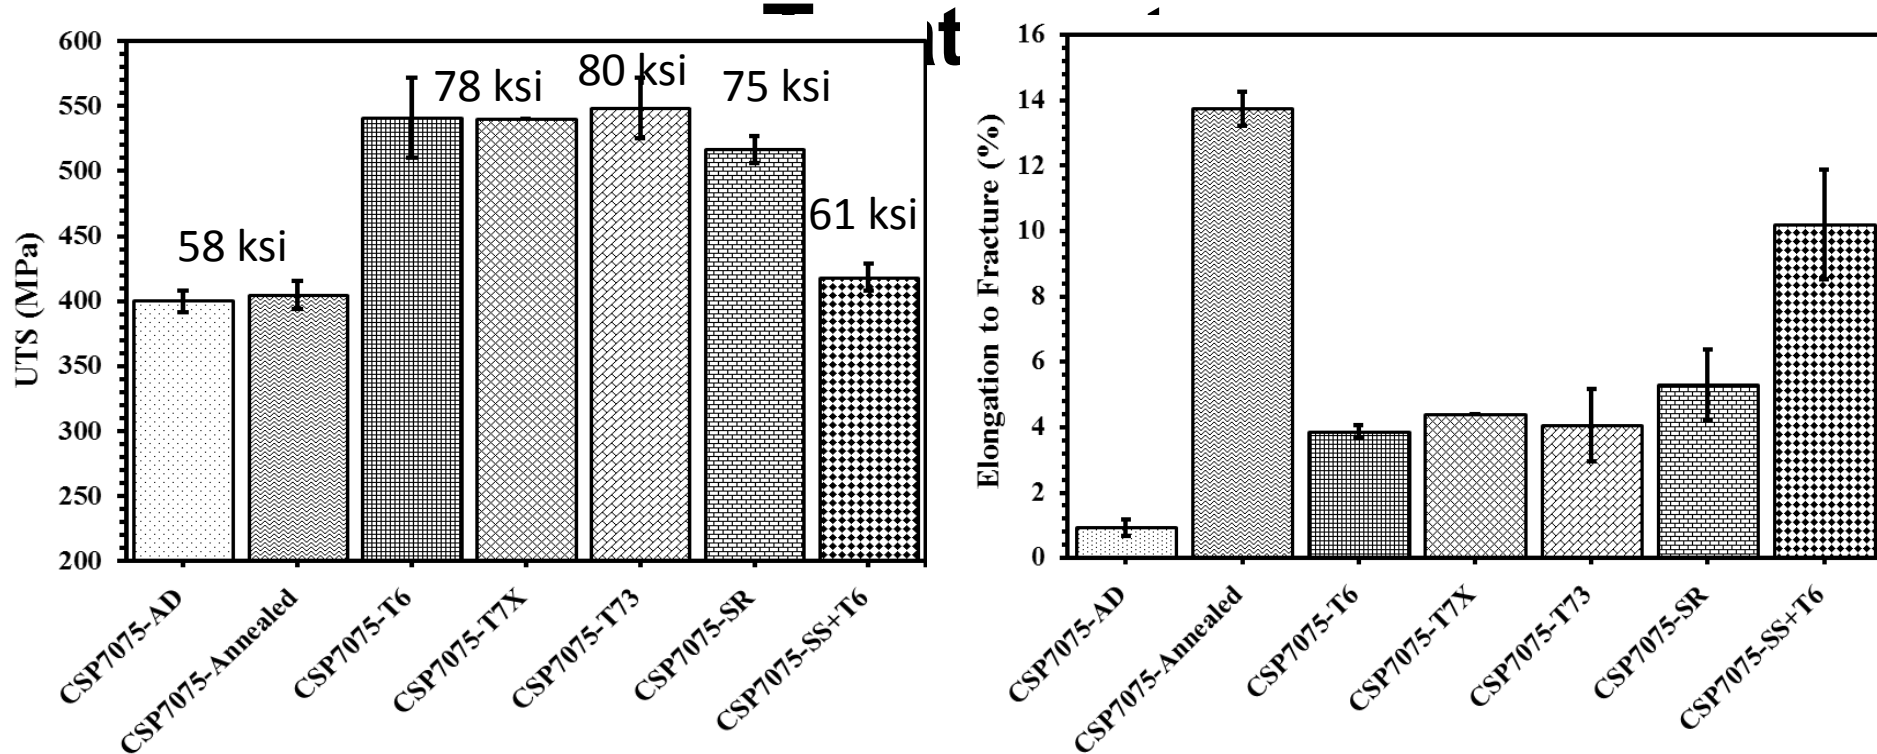 UTS (MPa)
600
550
500
450
400
350
300
250
200
58 ksi
78 ksi
80 ksi
75 ksi
61 ksi
CSP7075-AD
CSP7075-Annealed
CSP7075-T6
CSP7075-T7X
CSP7075-T73
CSP7075-SR
CSP7075-SS+T6
Elongation to Fracture (%)
16
14
12
10
8
6
4
2
0
CSP7075-AD
CSP7075-Annealed
CSP7075-T6
CSP7075-T7X
CSP7075-T73
CSP7075-SR
CSP7075-SS+T6